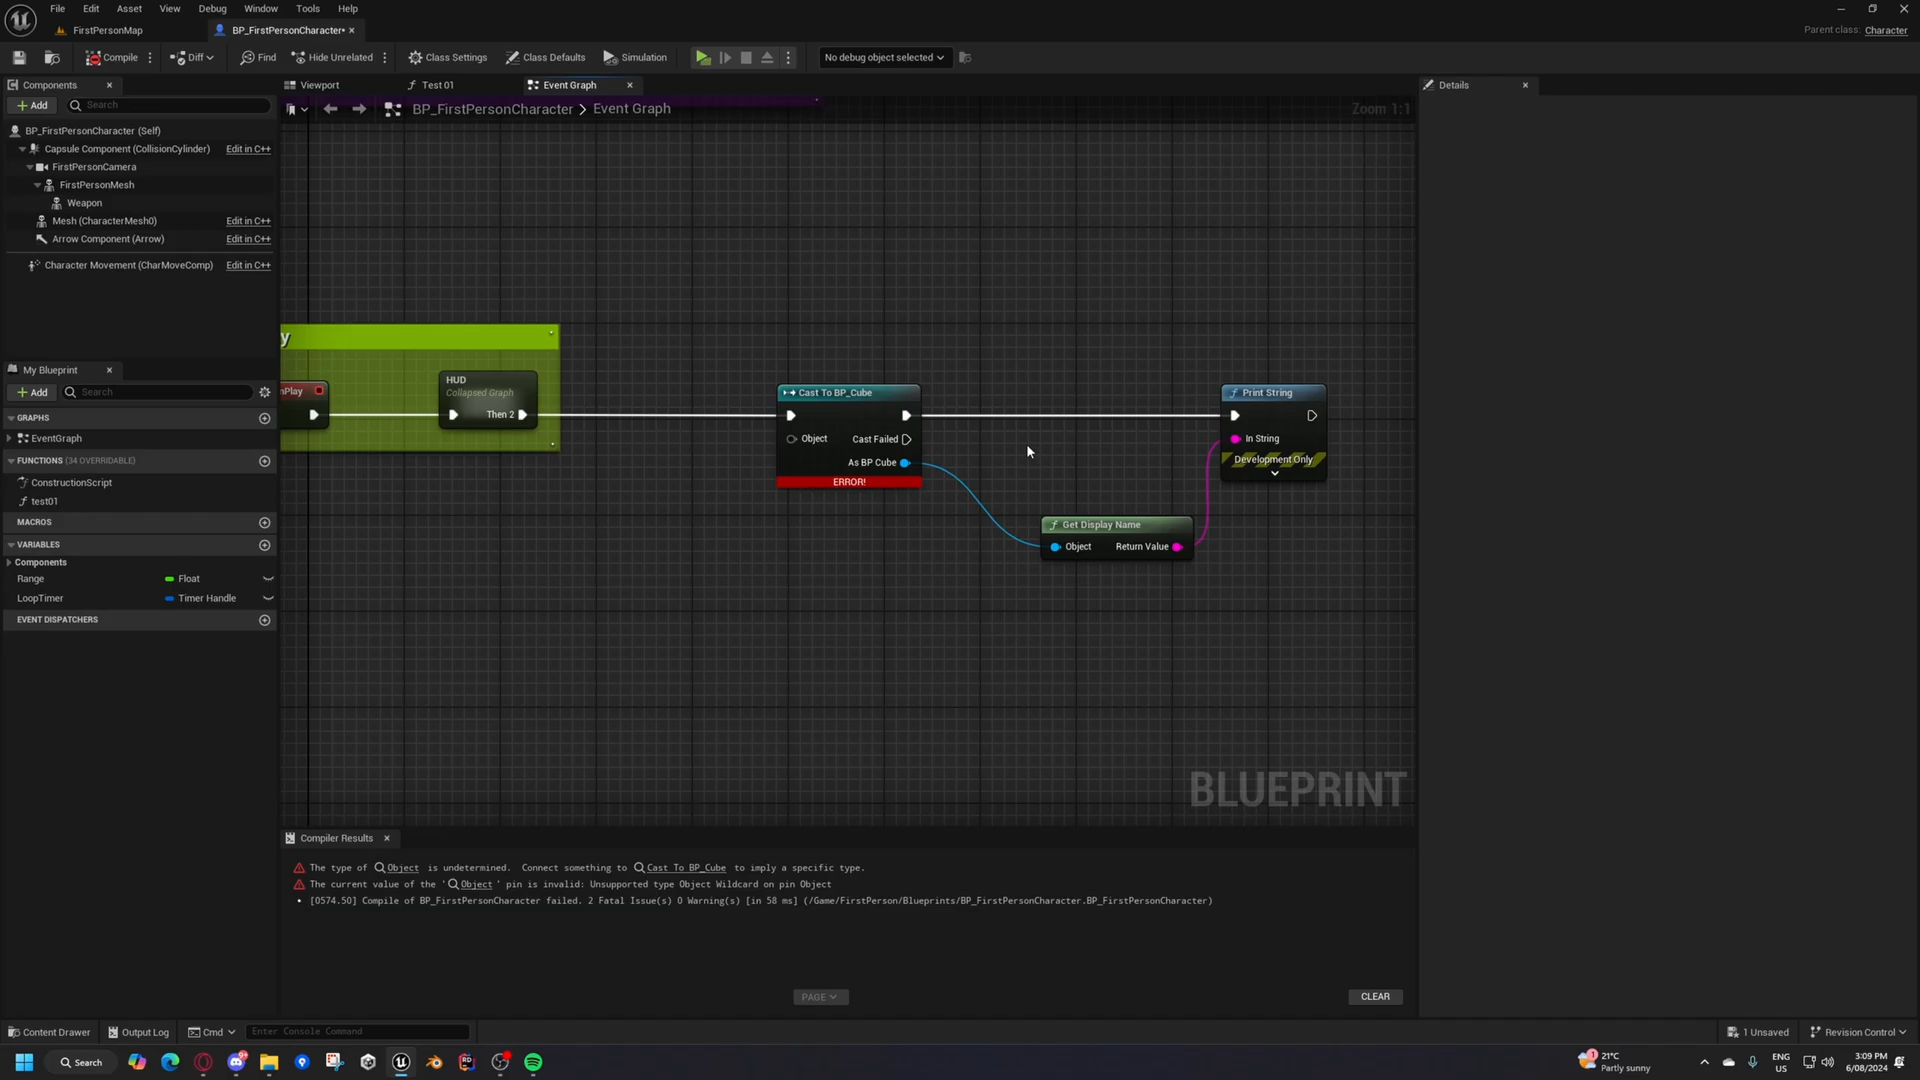 File Edit Asset View Debug Window Tools Help
FirstPersonMap
BP_FirstPersonCharacter•
Parent class: Character
Compile
Diff
Find
Hide Unrelated
Class Settings
Class Defaults
Simulation
No debug object selected
Components
Add
Search
BP_FirstPersonCharacter (Self)
Capsule Component (CollisionCylinder) Edit in C++
FirstPersonCamera
FirstPersonMesh
Weapon
Mesh (CharacterMesh0) Edit in C++
Arrow Component (Arrow) Edit in C++
Character Movement (CharMoveComp) Edit in C++
My Blueprint
Add
Search
GRAPHS
EventGraph
FUNCTIONS (34 OVERRIDABLE)
ConstructionScript
test01
MACROS
VARIABLES
Components
Range Float
LoopTimer Timer Handle
EVENT DISPATCHERS
Viewport
Test 01
Event Graph
BP_FirstPersonCharacter > Event Graph
Zoom 1:1
y
nPlay
HUD
Collapsed Graph
Then 2
Cast To BP_Cube
Object
Cast Failed
As BP Cube
ERROR!
Get Display Name
Object
Return Value
Print String
In String
Development Only
BLUEPRINT
Details
Compiler Results
The type of Object is undetermined. Connect something to Cast To BP_Cube to imply a specific type.
The current value of the ' Object ' pin is invalid: Unsupported type Object Wildcard on pin Object
• [0574.50] Compile of BP_FirstPersonCharacter failed. 2 Fatal Issue(s) 0 Warning(s) [in 58 ms] (/Game/FirstPerson/Blueprints/BP_FirstPersonCharacter.BP_FirstPersonCharacter)
PAGE
CLEAR
Content Drawer
Output Log
Cmd
Enter Console Command
1 Unsaved
Revision Control
Search
1
21°C
Partly sunny
ENG
US
3:09 PM
6/08/2024